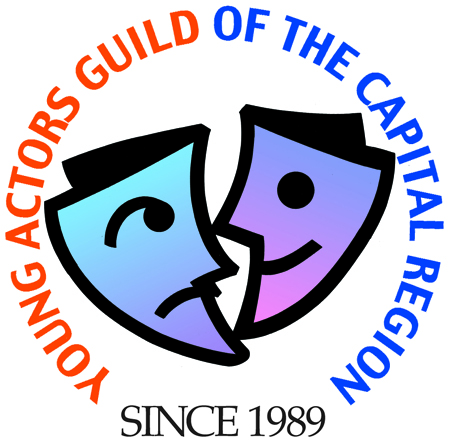 YOUNG ACTORS GUILD OF THE CAPITAL REGION
SINCE 1989